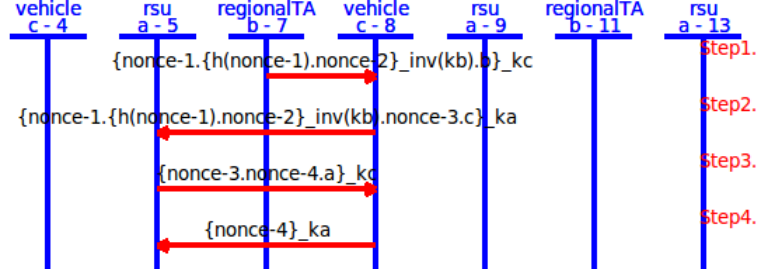 vehicle rsu regionalTA vehicle rsu regionalTA rsu
c - 4 a - 5 b - 7 c - 8 a - 9 b - 11 a - 13
Step1.
{nonce-1.{h(nonce-1).nonce-2}_inv(kb).b}_kc
Step2.
{nonce-1.{h(nonce-1).nonce-2}_inv(kb).nonce-3.c}_ka
Step3.
{nonce-3.nonce-4.a}_kc
Step4.
{nonce-4}_ka